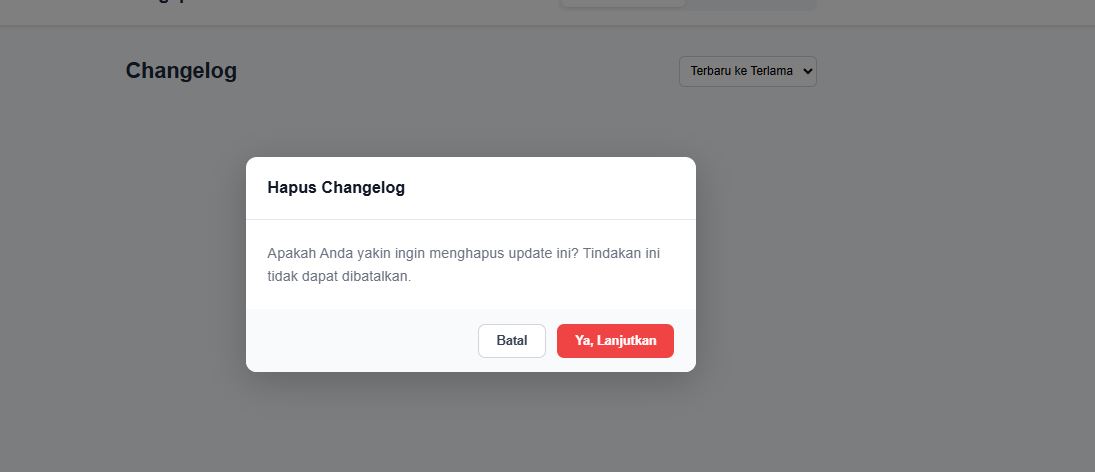 Changelog
Terbaru ke Terlama
Hapus Changelog
Apakah Anda yakin ingin menghapus update ini? Tindakan ini
tidak dapat dibatalkan.
Batal
Ya, Lanjutkan